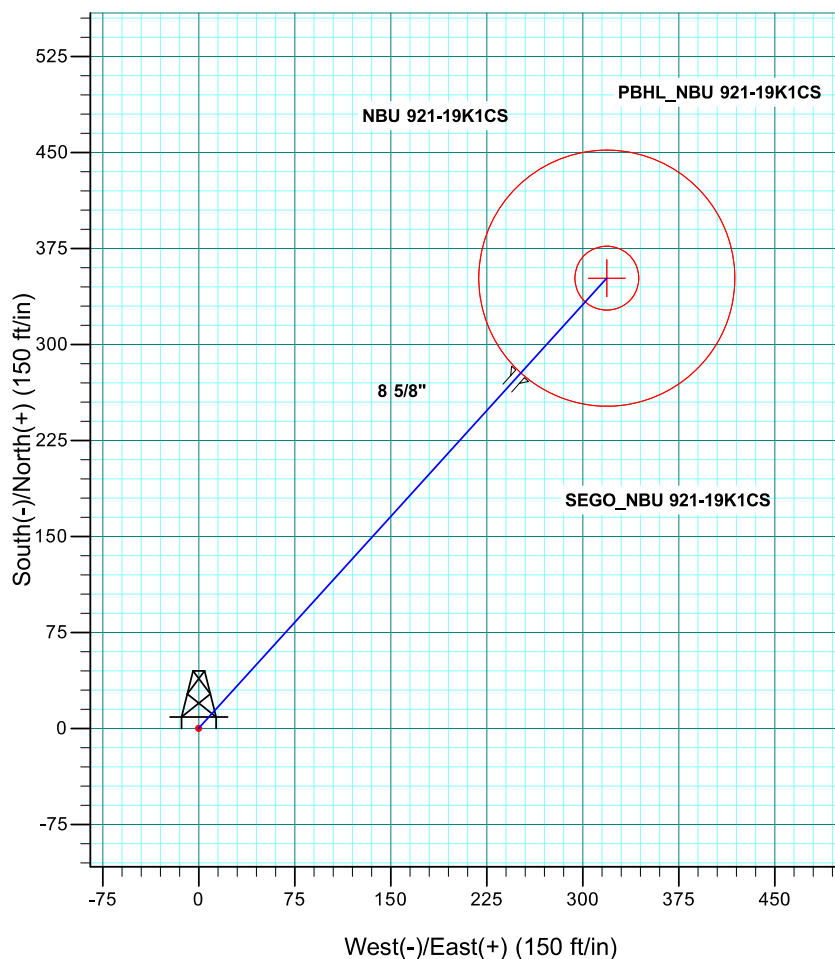 525
PBHL_NBU 921-19K1CS
NBU 921-19K1CS
450
375
300
8 5/8"
225
SEGO_NBU 921-19K1CS
150
75
0
-75
South(-)/North(+) (150 ft/in)
-75 0 75 150 225 300 375 450
West(-)/East(+) (150 ft/in)